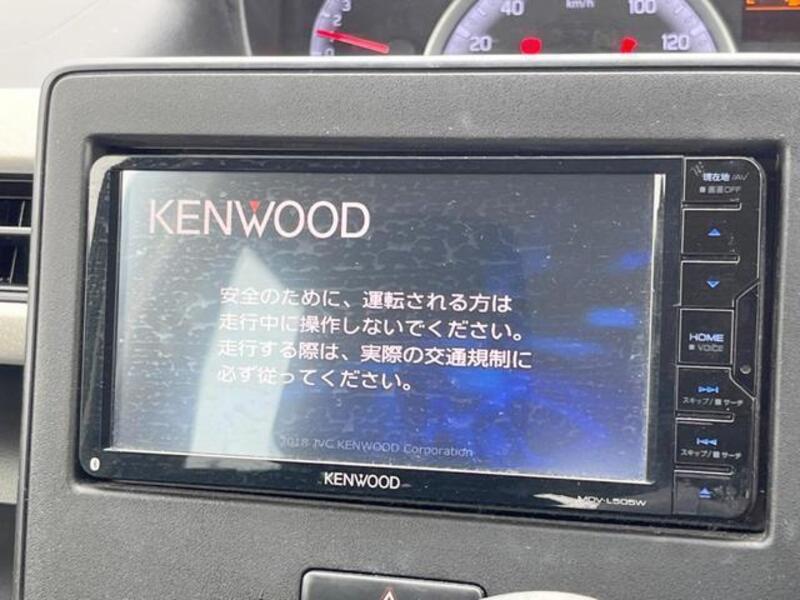 3
2
40
km/h
100
20
120
現在地/AV
■ 画面OFF
KENWOOD
安全のために、運転される方は
走行中に操作しないでください。
走行する際は、実際の交通規制に
必ず従ってください。
2018 JVC KENWOOD Corporation
HOME
■ VOICE
スキップ/■サーチ
スキップ/■サーチ
KENWOOD
MDV-L505W